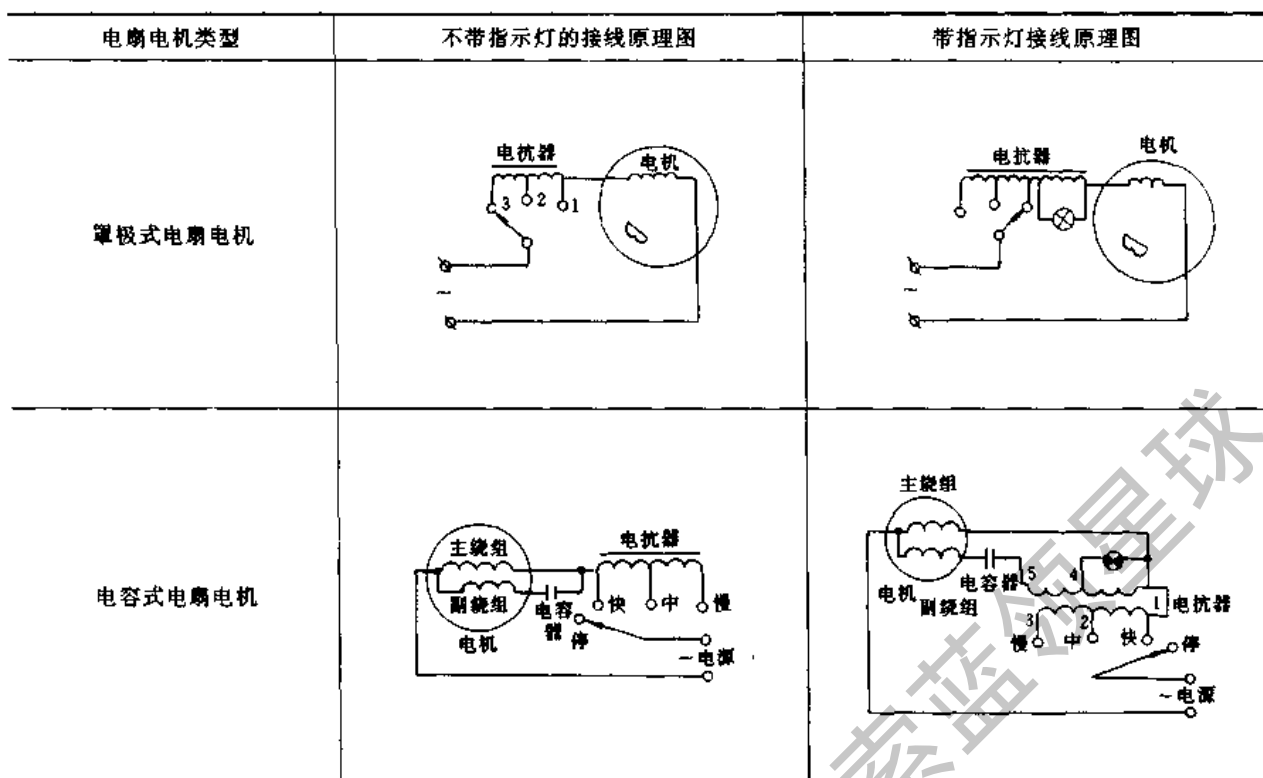 电扇电机类型
不带指示灯的接线原理图
带指示灯接线原理图
罩极式电扇电机
电抗器
电机
3 2 1
~
电抗器
电机
~
电容式电扇电机
主绕组
副绕组
电容器
电机
电抗器
快 中 慢
停
~电源
主绕组
副绕组
电机
电容器
5 4
3 2 1
电抗器
慢 中 快
停
~电源
索蓝领星球